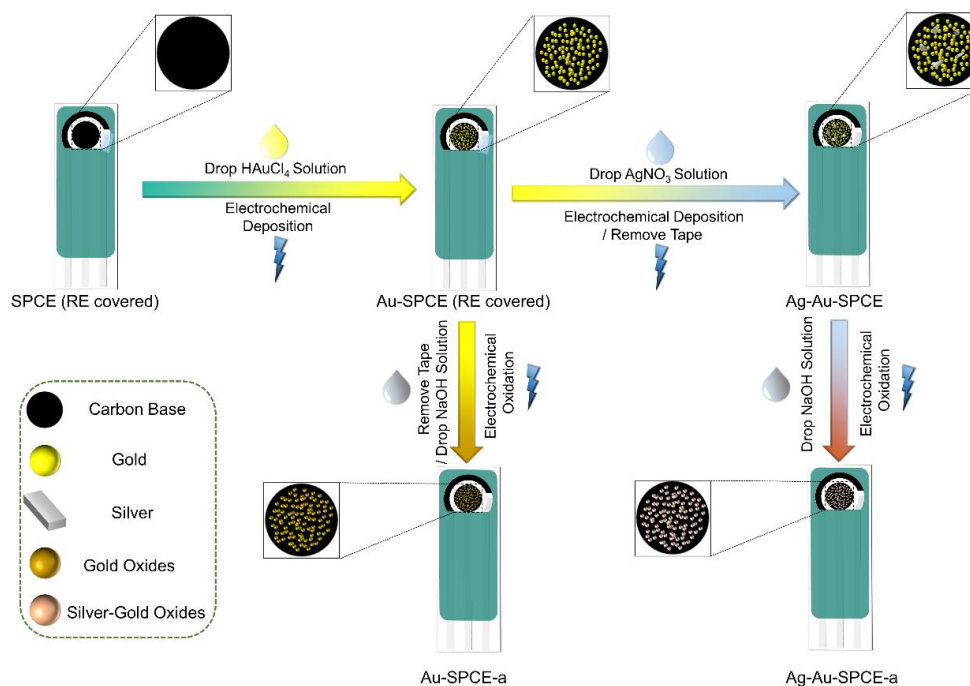 Drop HAuCl₄ Solution
Electrochemical
Deposition
Drop AgNO₃ Solution
Electrochemical Deposition
/ Remove Tape
SPCE (RE covered)
Au-SPCE (RE covered)
Ag-Au-SPCE
Remove Tape
/ Drop NaOH Solution
Electrochemical
Oxidation
Drop NaOH Solution
Electrochemical
Oxidation
Carbon Base
Gold
Silver
Gold Oxides
Silver-Gold Oxides
Au-SPCE-a
Ag-Au-SPCE-a